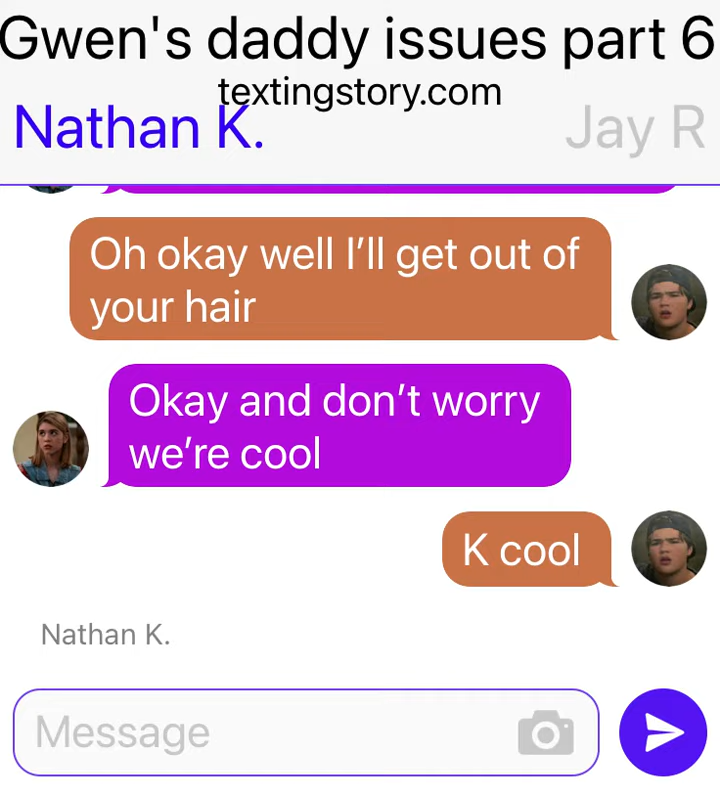 Gwen's daddy issues part 6
textingstory.com
Nathan K.
Jay R
Oh okay well I’ll get out of
your hair
Okay and don’t worry
we’re cool
K cool
Nathan K.
Message